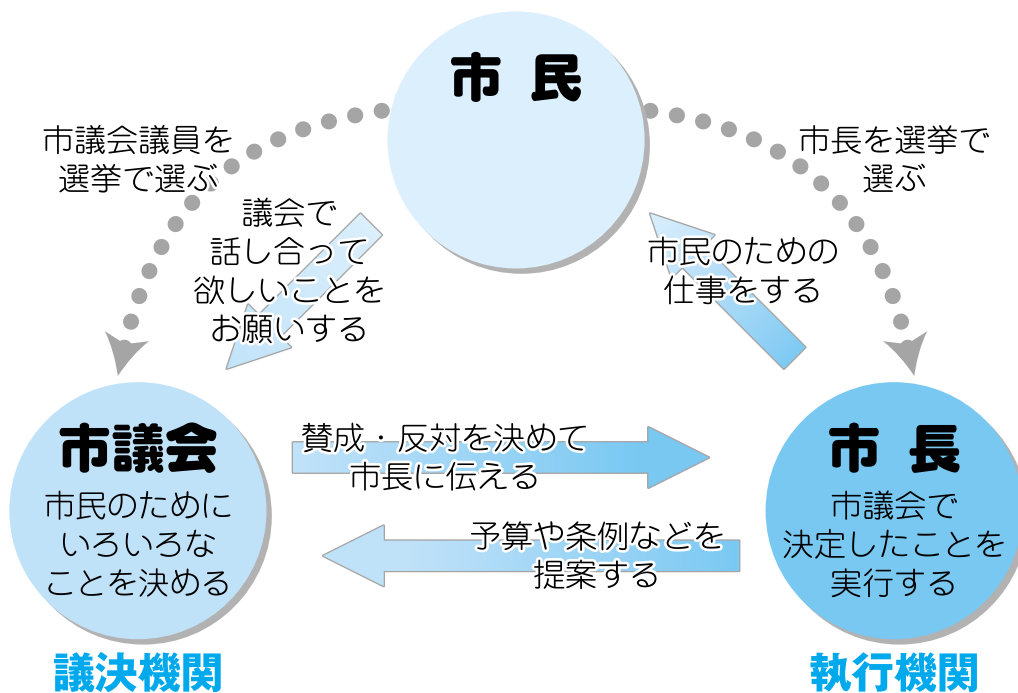 市民
市議会議員を
選挙で選ぶ
市長を選挙で
選ぶ
議会で
話し合って
欲しいことを
お願いする
市民のための
仕事をする
市議会
市民のために
いろいろな
ことを決める
賛成・反対を決めて
市長に伝える
予算や条例などを
提案する
市長
市議会で
決定したことを
実行する
議決機関
執行機関